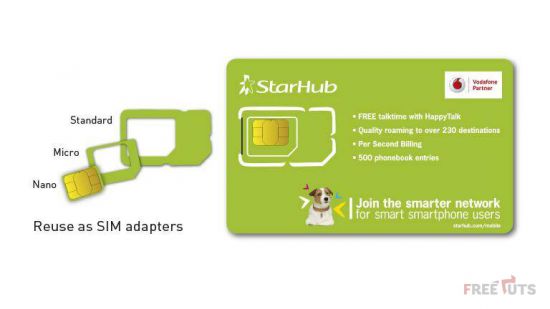 Standard
Micro
Nano
Reuse as SIM adapters
StarHub
Vodafone
Partner
• FREE talktime with HappyTalk
• Quality roaming to over 230 destinations
• Per Second Billing
• 500 phonebook entries
Join the smarter network
for smart smartphone users
starhub.com/mobile
FREETUTS